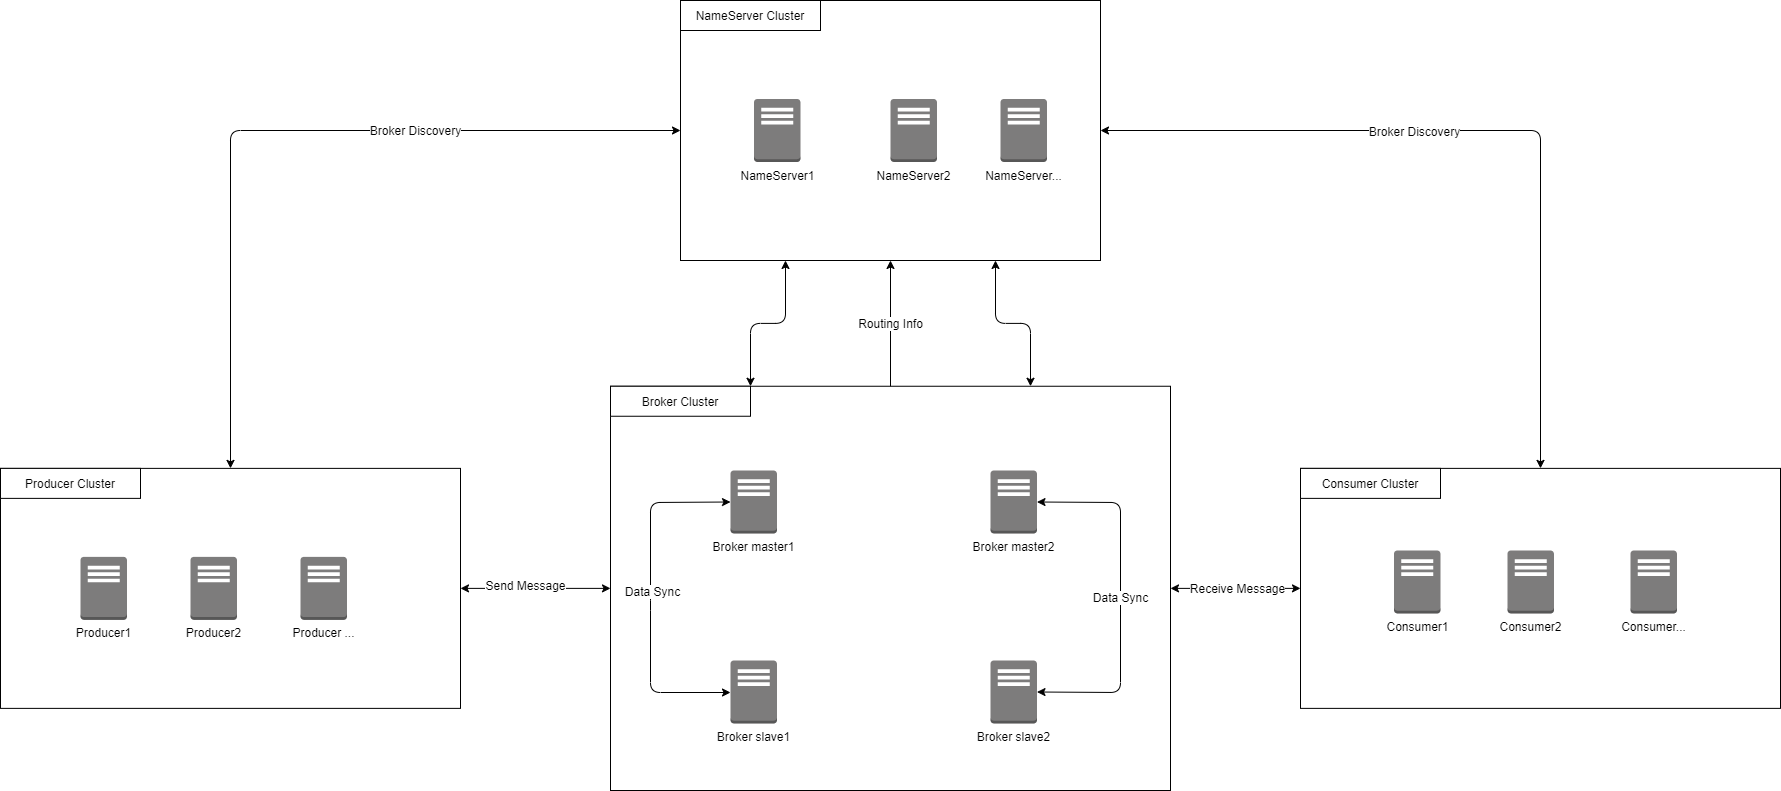 NameServer Cluster
Broker Discovery
Broker Discovery
NameServer1
NameServer2
NameServer...
Routing Info
Broker Cluster
Producer Cluster
Consumer Cluster
Broker master1
Broker master2
Send Message
Data Sync
Data Sync
Receive Message
Producer1
Producer2
Producer ...
Consumer1
Consumer2
Consumer...
Broker slave1
Broker slave2